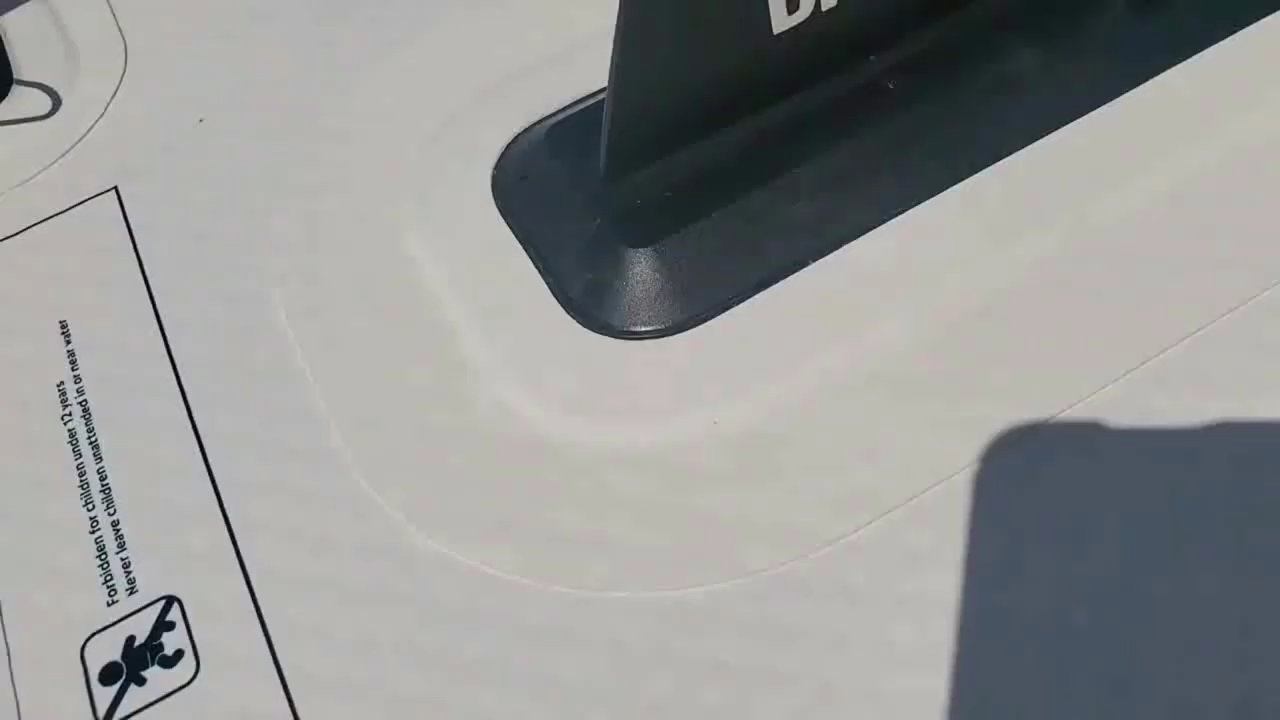 Forbidden for children under 12 years
Never leave children unattended in or near water